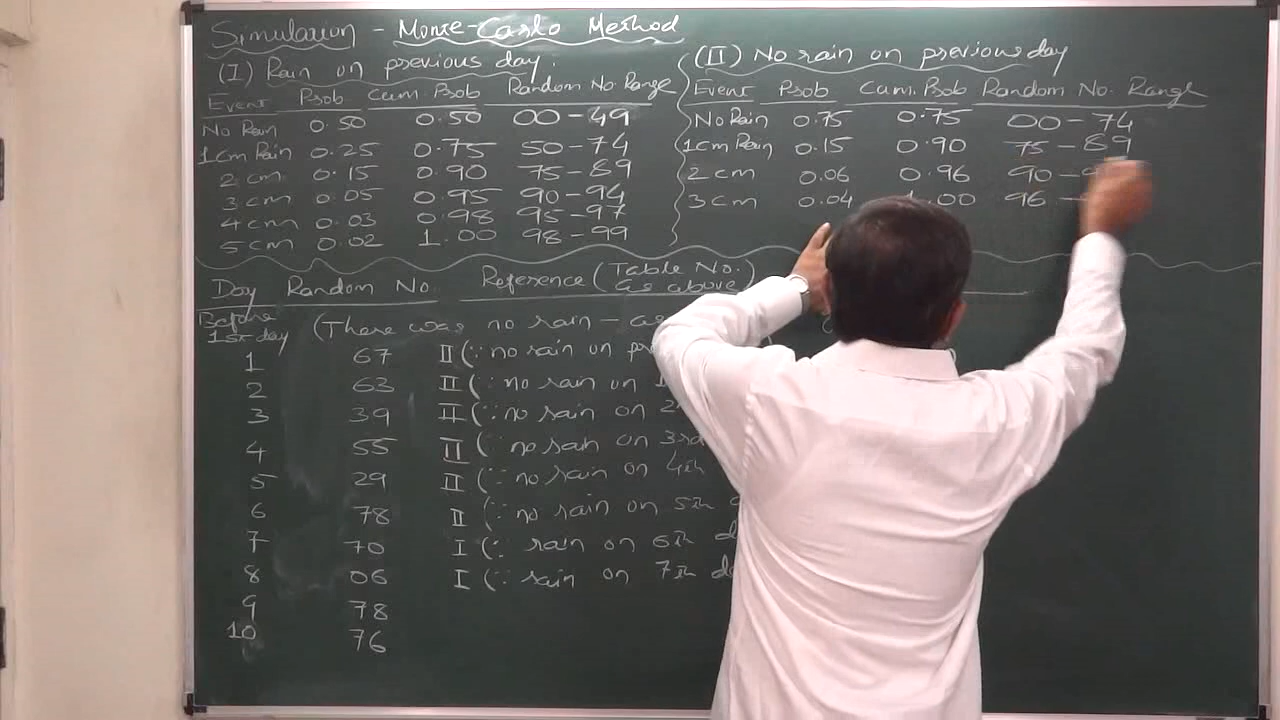 Simulation - Monte-Carlo Method
(I) Rain on previous day.
Event Prob Cum. Prob Random No. Range
No Rain 0.50 0.50 00-49
1cm Rain 0.25 0.75 50-74
2 cm 0.15 0.90 75-89
3 cm 0.05 0.95 90-94
4 cm 0.03 0.98 95-97
5 cm 0.02 1.00 98-99
(II) No rain on previous day
Event Prob Cum. Prob Random No. Range
No Rain 0.75 0.75 00-74
1cm Rain 0.15 0.90 75-89
2 cm 0.06 0.96 90-
3 cm 0.04 .00 96-
Day Random No. Reference (Table No. as above)
Before 1st day (There was no rain -
1 67 II (∵ no rain on
2 63 II (∵ no rain on
3 39 II (∵ no rain on
4 55 II (∵ no rain on 3rd
5 29 II (∵ no rain on 4th
6 78 II (∵ no rain on 5th
7 70 I (∵ rain on 6th
8 06 I (∵ rain on 7th
9 78
10 76